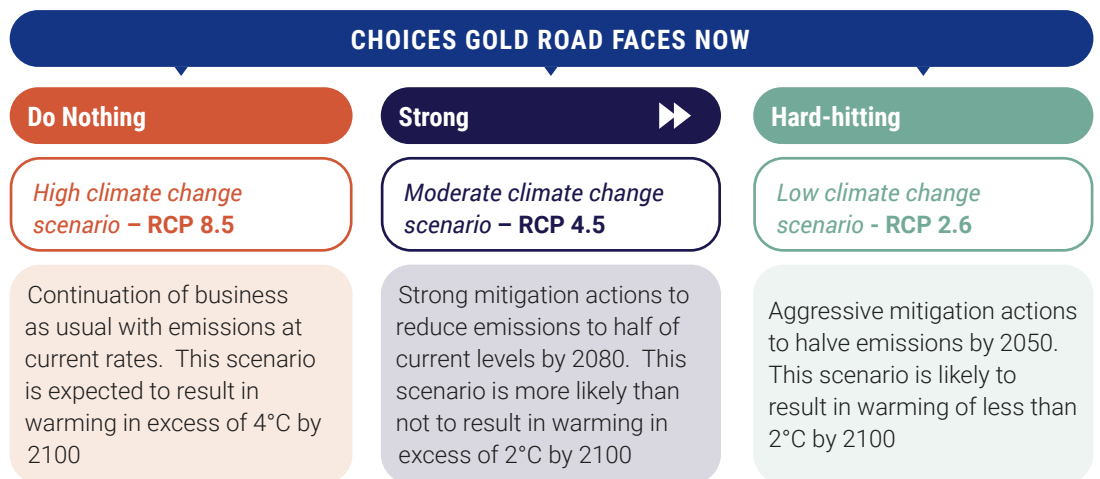 CHOICES GOLD ROAD FACES NOW
Do Nothing
High climate change
scenario – RCP 8.5
Continuation of business
as usual with emissions at
current rates.  This scenario
is expected to result in
warming in excess of 4°C by
2100
Strong
Moderate climate change
scenario – RCP 4.5
Strong mitigation actions to
reduce emissions to half of
current levels by 2080.  This
scenario is more likely than
not to result in warming in
excess of 2°C by 2100
Hard-hitting
Low climate change
scenario - RCP 2.6
Aggressive mitigation actions
to halve emissions by 2050.
This scenario is likely to
result in warming of less than
2°C by 2100